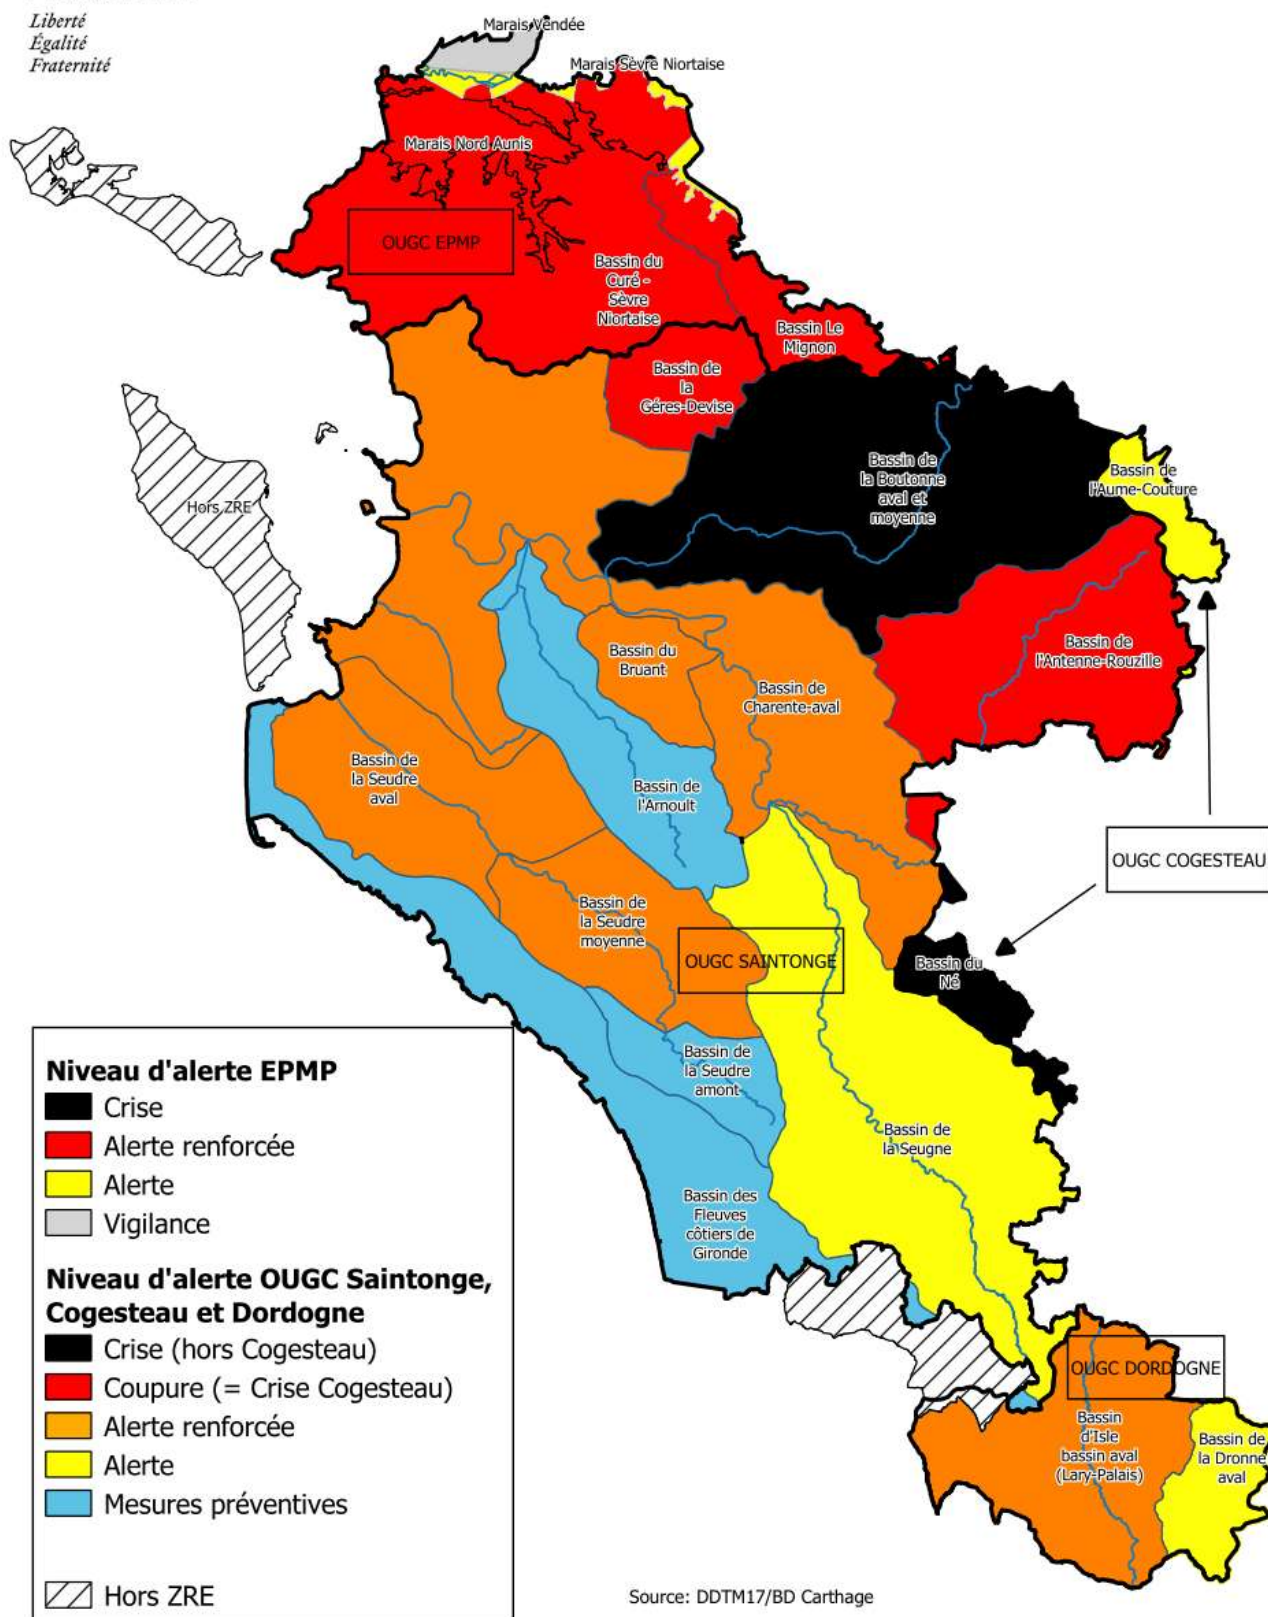 Liberté
Égalité
Fraternité
Marais Vendée
Marais Sèvre Niortaise
Marais Nord Aunis
OUGC EPMP
Bassin du
Curé -
Sèvre
Niortaise
Bassin Le
Mignon
Bassin de
la
Géres-Devise
Bassin de
la Boutonne
aval et
moyenne
Bassin de
l'Aume-Couture
Hors ZRE
Bassin de
l'Antenne-Rouzille
Bassin du
Bruant
Bassin de
Charente-aval
Bassin de
la Seudre
aval
Bassin de
l'Arnoult
OUGC COGESTEAU
Bassin de
la Seudre
moyenne
OUGC SAINTONGE
Bassin du
Né
Bassin de
la Seudre
amont
Bassin de
la Seugne
Bassin des
Fleuves
côtiers de
Gironde
OUGC DORDOGNE
Bassin
d'Isle
bassin aval
(Lary-Palais)
Bassin de
la Dronne
aval
Niveau d'alerte EPMP
Crise
Alerte renforcée
Alerte
Vigilance
Niveau d'alerte OUGC Saintonge,
Cogesteau et Dordogne
Crise (hors Cogesteau)
Coupure (= Crise Cogesteau)
Alerte renforcée
Alerte
Mesures préventives
Hors ZRE
Source: DDTM17/BD Carthage